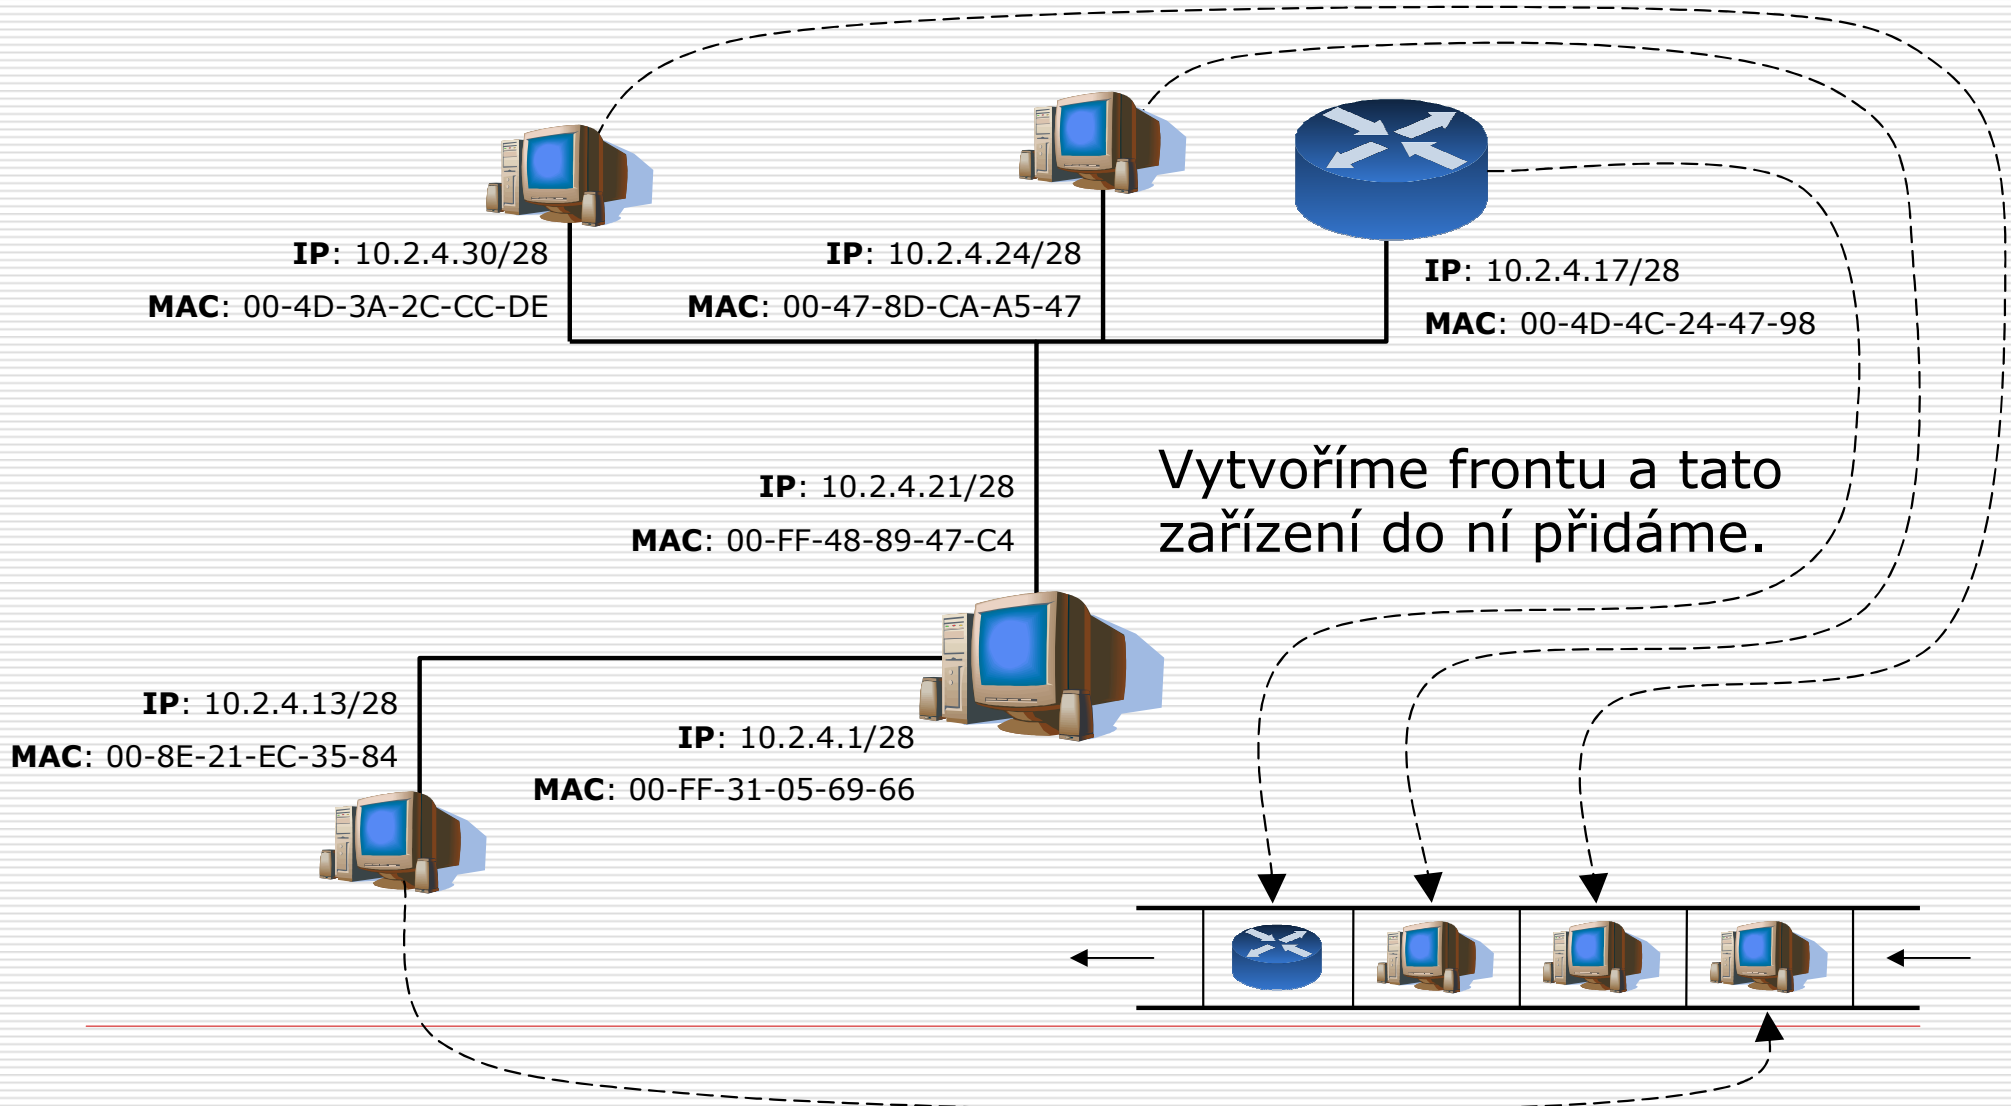 IP: 10.2.4.30/28
MAC: 00-4D-3A-2C-CC-DE
IP: 10.2.4.24/28
MAC: 00-47-8D-CA-A5-47
IP: 10.2.4.17/28
MAC: 00-4D-4C-24-47-98
IP: 10.2.4.21/28
MAC: 00-FF-48-89-47-C4
Vytvoříme frontu a tato
zařízení do ní přidáme.
IP: 10.2.4.13/28
MAC: 00-8E-21-EC-35-84
IP: 10.2.4.1/28
MAC: 00-FF-31-05-69-66